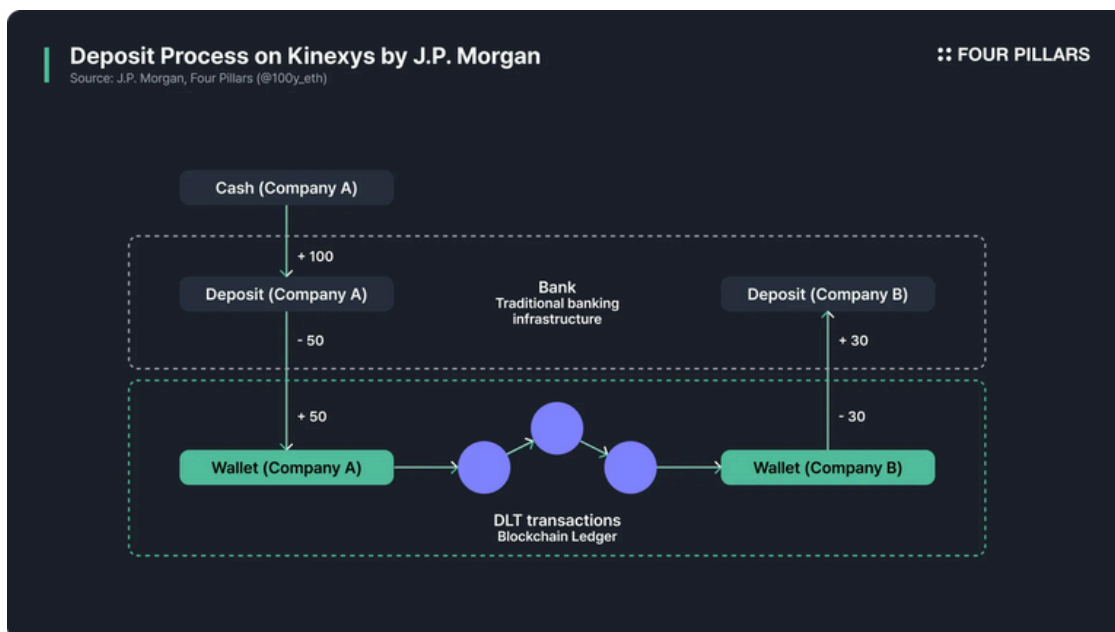 Deposit Process on Kinexys by J.P. Morgan
Source: J.P. Morgan, Four Pillars (@100y_eth)
FOUR PILLARS
Cash (Company A)
+ 100
Deposit (Company A)
Bank
Traditional banking
infrastructure
Deposit (Company B)
- 50
+ 30
+ 50
- 30
Wallet (Company A)
Wallet (Company B)
DLT transactions
Blockchain Ledger